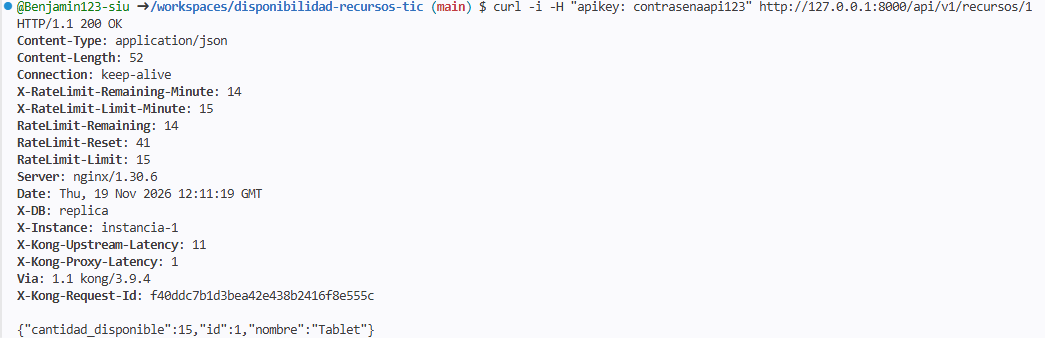 @Benjamin123-siu ➜/workspaces/disponibilidad-recursos-tic (main) $ curl -i -H "apikey: contrasenaapi123" http://127.0.0.1:8000/api/v1/recursos/1
HTTP/1.1 200 OK
Content-Type: application/json
Content-Length: 52
Connection: keep-alive
X-RateLimit-Remaining-Minute: 14
X-RateLimit-Limit-Minute: 15
RateLimit-Remaining: 14
RateLimit-Reset: 41
RateLimit-Limit: 15
Server: nginx/1.30.6
Date: Thu, 19 Nov 2026 12:11:19 GMT
X-DB: replica
X-Instance: instancia-1
X-Kong-Upstream-Latency: 11
X-Kong-Proxy-Latency: 1
Via: 1.1 kong/3.9.4
X-Kong-Request-Id: f40ddc7b1d3bea42e438b2416f8e555c
{"cantidad_disponible":15,"id":1,"nombre":"Tablet"}